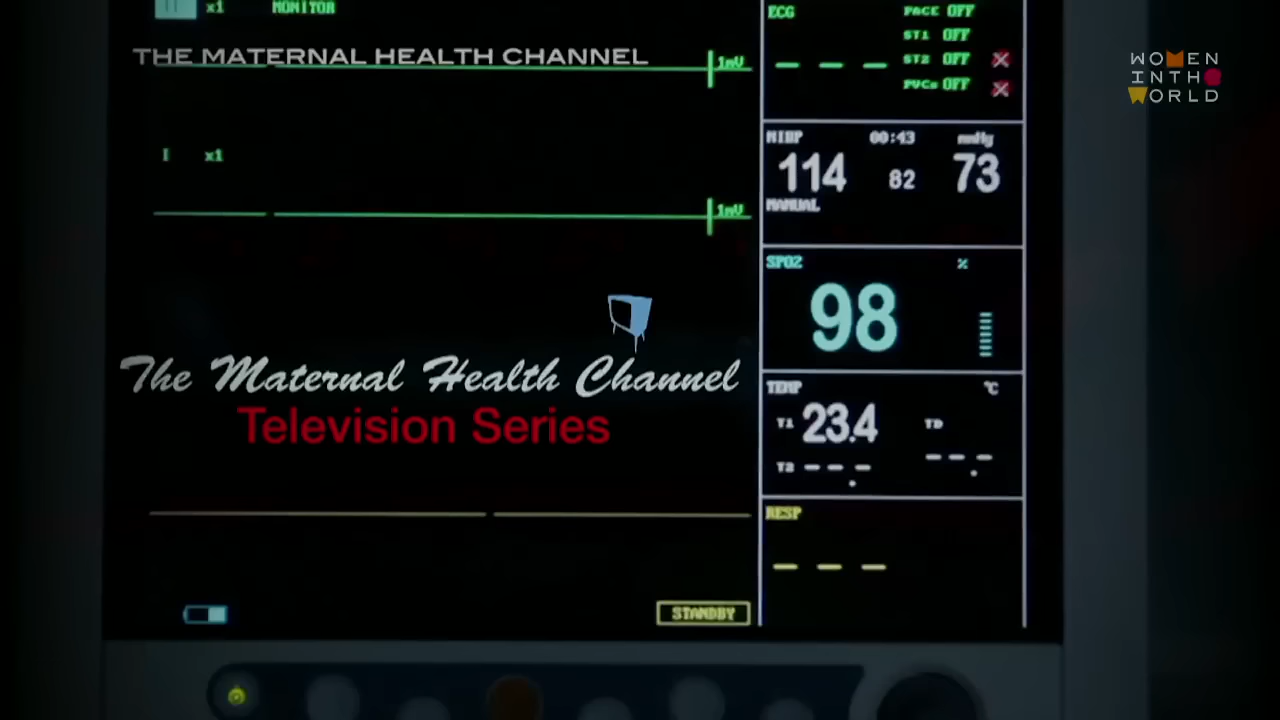 x1 MONITOR
THE MATERNAL HEALTH CHANNEL
1mV
I x1
1mV
The Maternal Health Channel
Television Series
STANDBY
ECG PACE OFF
ST1 OFF
ST2 OFF
PVCs OFF
NIBP 00:43 mmHg
114 82 73
MANUAL
SPO2 %
98
TEMP °C
T1 23.4 TD
T2 ---.- ---.-
RESP
---
WOMEN
INTHE
WORLD